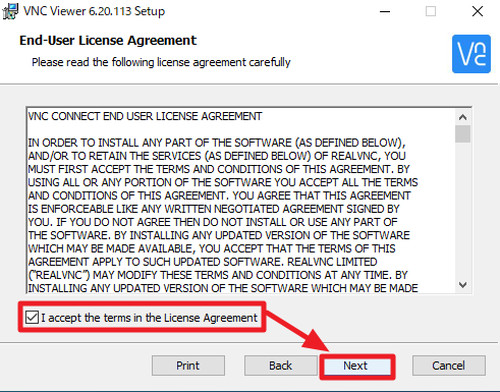 VNC Viewer 6.20.113 Setup
End-User License Agreement
Please read the following license agreement carefully
VNC CONNECT END USER LICENSE AGREEMENT
IN ORDER TO INSTALL ANY PART OF THE SOFTWARE (AS DEFINED BELOW),
AND/OR TO RETAIN THE SERVICES (AS DEFINED BELOW) OF REALVNC, YOU
MUST FIRST ACCEPT THE TERMS AND CONDITIONS OF THIS AGREEMENT. BY
USING ALL OR ANY PORTION OF THE SOFTWARE YOU ACCEPT ALL THE TERMS
AND CONDITIONS OF THIS AGREEMENT. YOU AGREE THAT THIS AGREEMENT
IS ENFORCEABLE LIKE ANY WRITTEN NEGOTIATED AGREEMENT SIGNED BY
YOU. IF YOU DO NOT AGREE THEN DO NOT INSTALL OR USE ANY PART OF
THE SOFTWARE. BY INSTALLING ANY UPDATED VERSION OF THE SOFTWARE
WHICH MAY BE MADE AVAILABLE, YOU ACCEPT THAT THE TERMS OF THIS
AGREEMENT APPLY TO SUCH UPDATED SOFTWARE. REALVNC LIMITED
("REALVNC") MAY MODIFY THESE TERMS AND CONDITIONS AT ANY TIME. BY
INSTALLING ANY UPDATED VERSION OF THE SOFTWARE WHICH MAY BE MADE
I accept the terms in the License Agreement
Print
Back
Next
Cancel